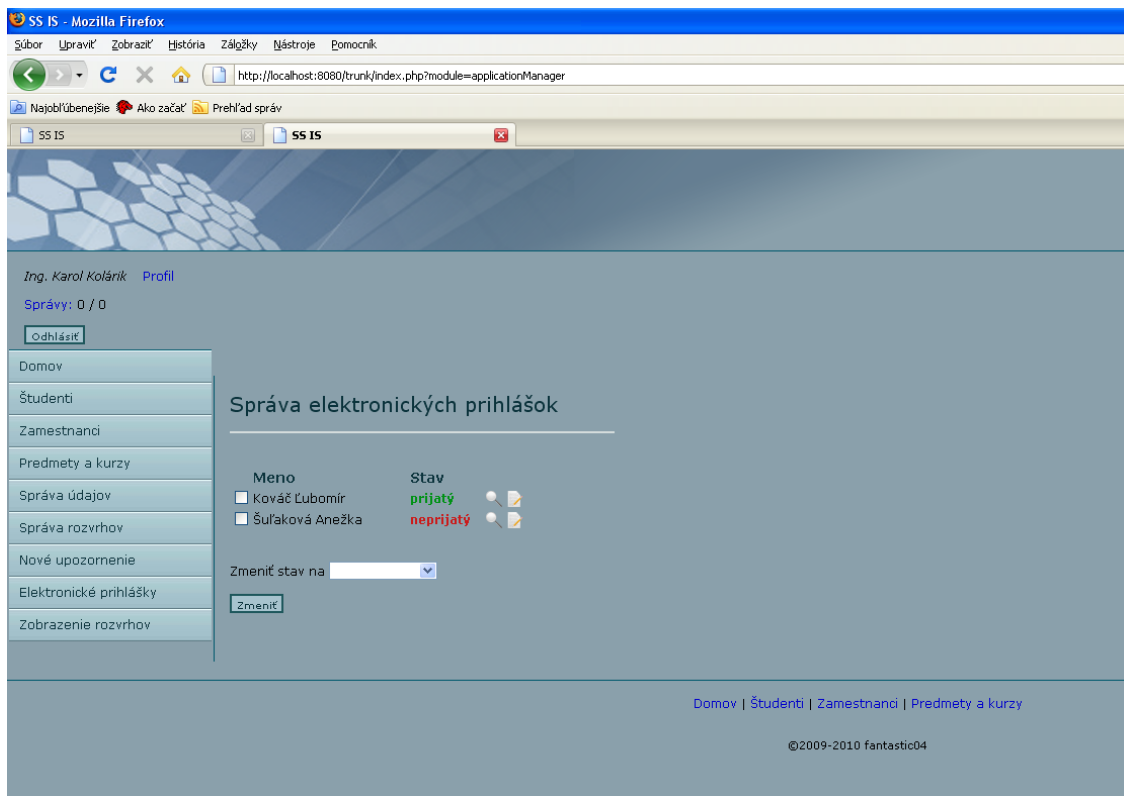 SS IS - Mozilla Firefox
Súbor Upraviť Zobraziť História Záložky Nástroje Pomocník
http://localhost:8080/trunk/index.php?module=applicationManager
Najobľúbenejšie Ako začať Prehľad správ
SS IS SS IS
Ing. Karol Kolárik Profil
Správy: 0 / 0
Odhlásiť
Domov
Študenti
Zamestnanci
Predmety a kurzy
Správa údajov
Správa rozvrhov
Nové upozornenie
Elektronické prihlášky
Zobrazenie rozvrhov
Správa elektronických prihlášok
Meno Stav
Kováč Ľubomír prijatý
Šuľaková Anežka neprijatý
Zmeniť stav na
Zmeniť
Domov | Študenti | Zamestnanci | Predmety a kurzy
©2009-2010 fantastic04